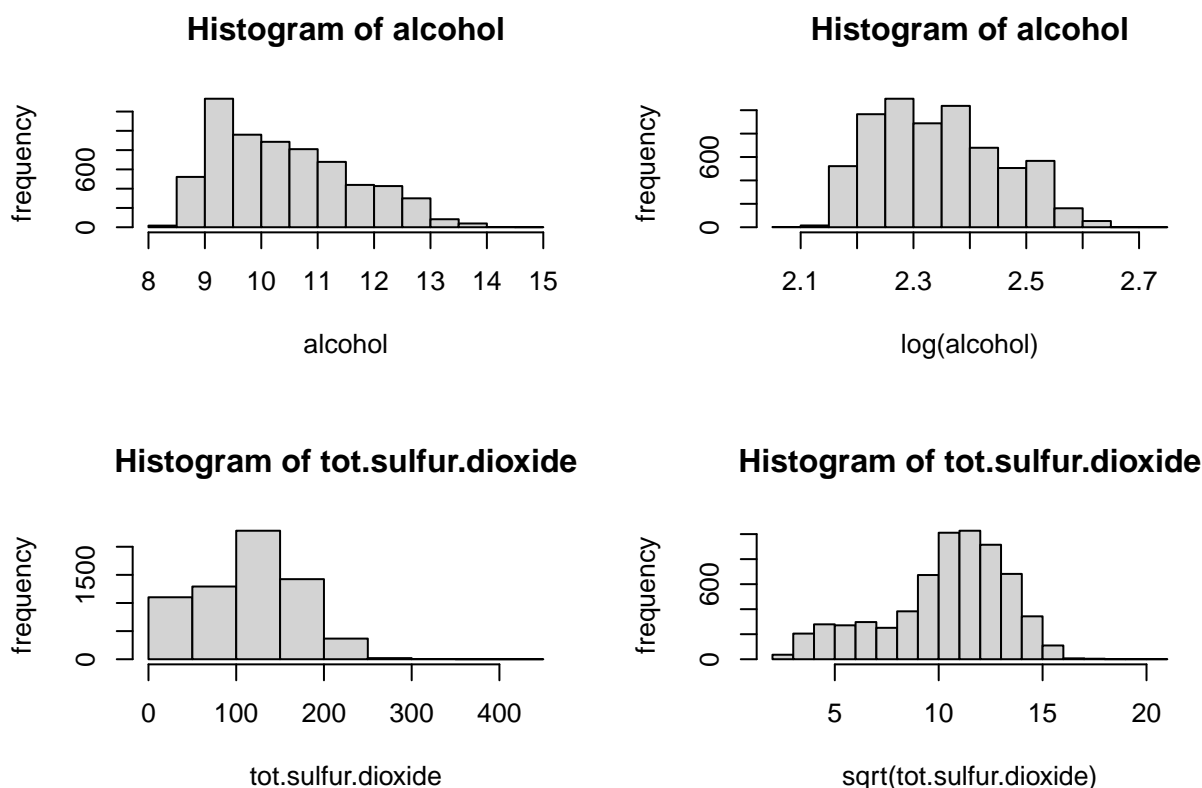 Histogram of alcohol
frequency
0
600
8 9 10 11 12 13 14 15
alcohol
Histogram of alcohol
frequency
0
600
2.1 2.3 2.5 2.7
log(alcohol)
Histogram of tot.sulfur.dioxide
frequency
0
1500
0 100 200 300 400
tot.sulfur.dioxide
Histogram of tot.sulfur.dioxide
frequency
0
600
5 10 15 20
sqrt(tot.sulfur.dioxide)